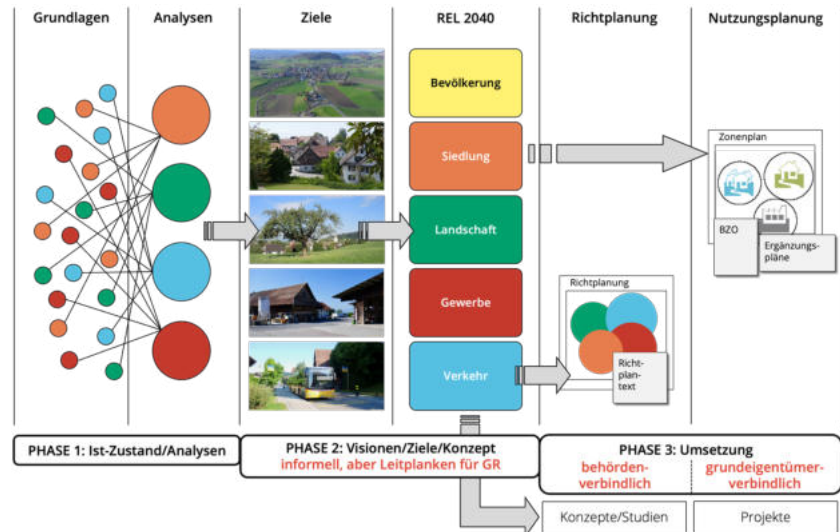 Grundlagen
Analysen
Ziele
REL 2040
Richtplanung
Nutzungsplanung
Bevölkerung
Siedlung
Landschaft
Gewerbe
Verkehr
Zonenplan
BZO
Ergänzungs-
pläne
Richtplanung
Richt-
plan-
text
PHASE 1: Ist-Zustand/Analysen
PHASE 2: Visionen/Ziele/Konzept
informell, aber Leitplanken für GR
PHASE 3: Umsetzung
behörden-
verbindlich
grundeigentümer-
verbindlich
Konzepte/Studien
Projekte